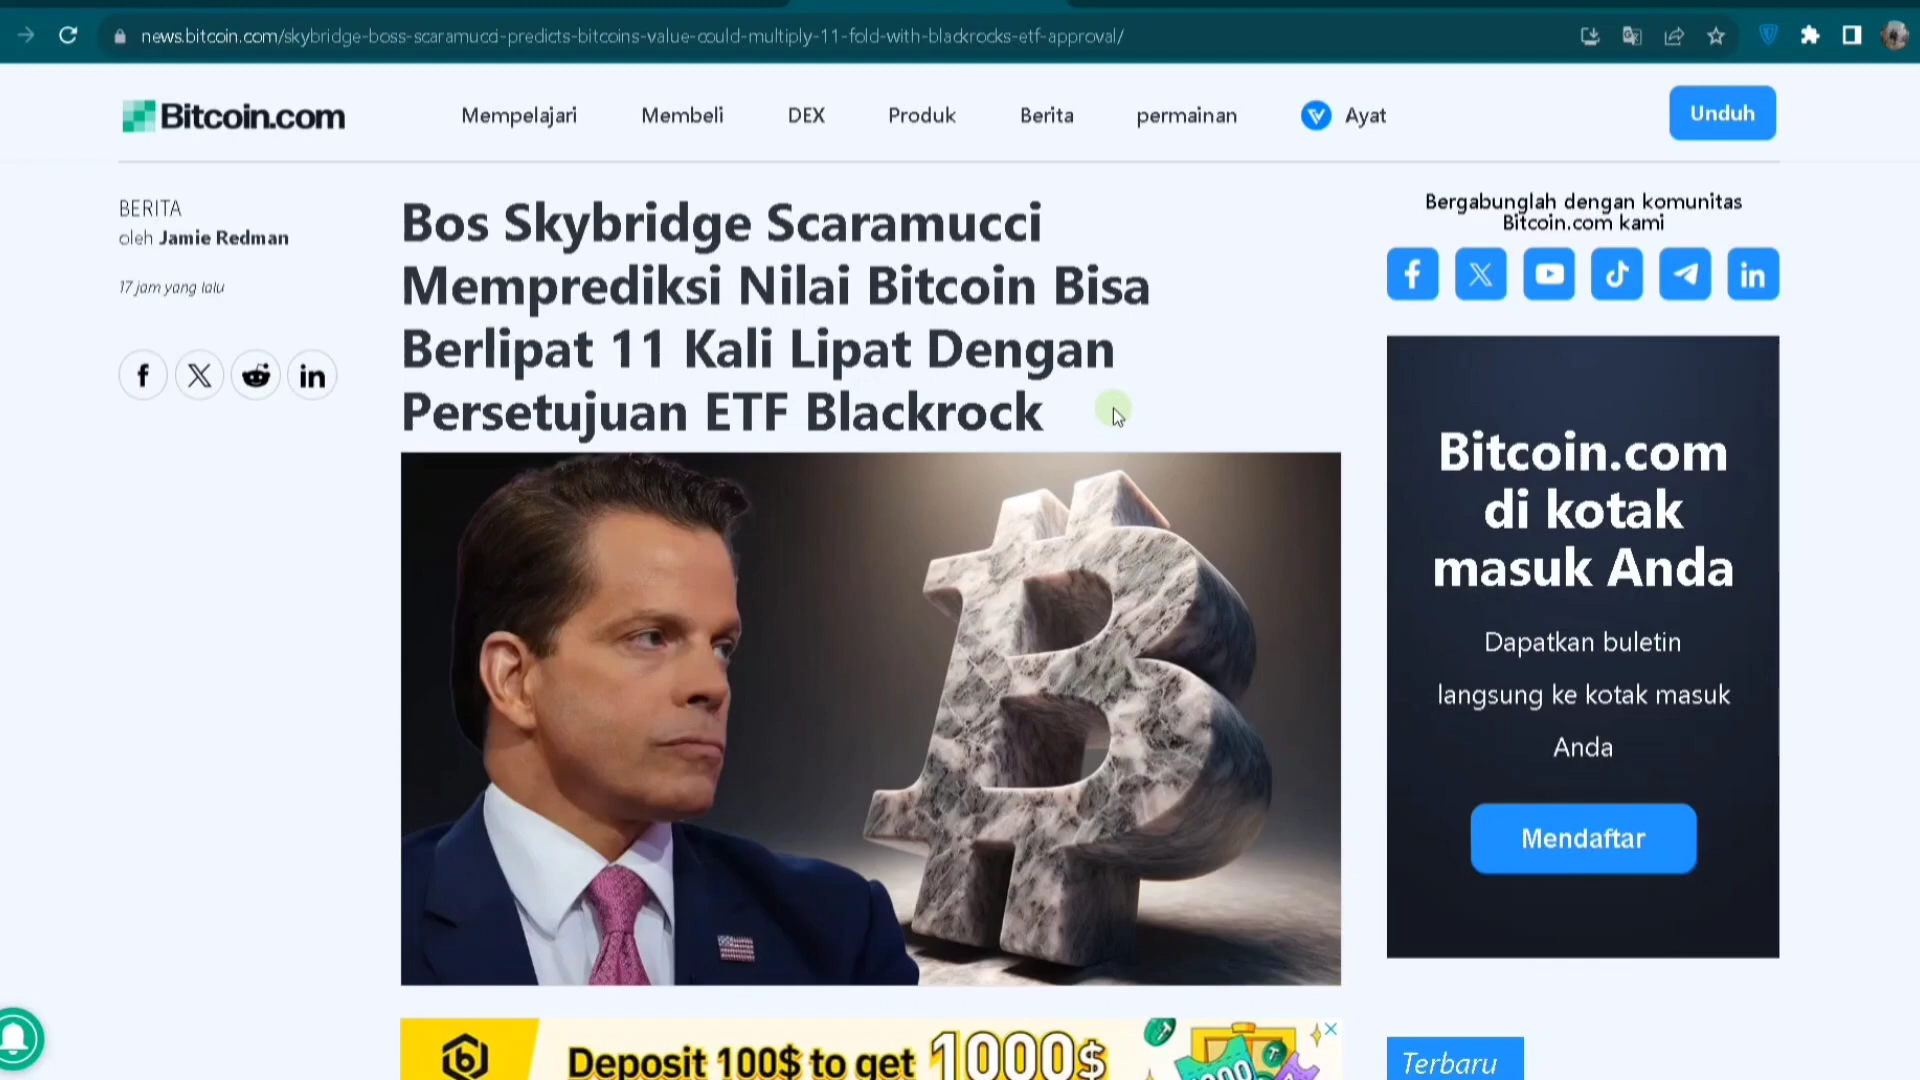 news.bitcoin.com/skybridge-boss-scaramucci-predicts-bitcoins-value-could-multiply-11-fold-with-blackrocks-etf-approval/
Bitcoin.com
Mempelajari
Membeli
DEX
Produk
Berita
permainan
Ayat
Unduh
BERITA
oleh Jamie Redman
17 jam yang lalu
Bos Skybridge Scaramucci
Memprediksi Nilai Bitcoin Bisa
Berlipat 11 Kali Lipat Dengan
Persetujuan ETF Blackrock
Bergabunglah dengan komunitas
Bitcoin.com kami
Bitcoin.com
di kotak
masuk Anda
Dapatkan buletin
langsung ke kotak masuk
Anda
Mendaftar
Deposit 100$ to get 1000$
Terbaru